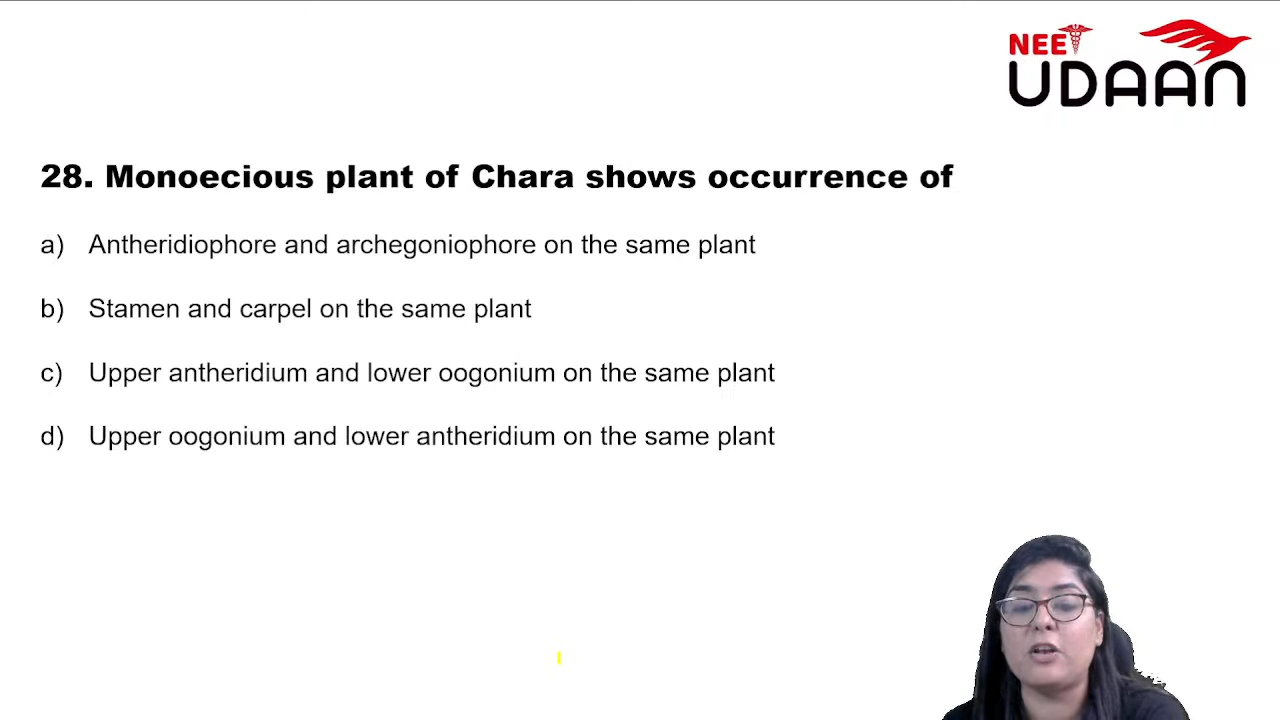 NEET
UDAAN
28. Monoecious plant of Chara shows occurrence of
a) Antheridiophore and archegoniophore on the same plant
b) Stamen and carpel on the same plant
c) Upper antheridium and lower oogonium on the same plant
d) Upper oogonium and lower antheridium on the same plant